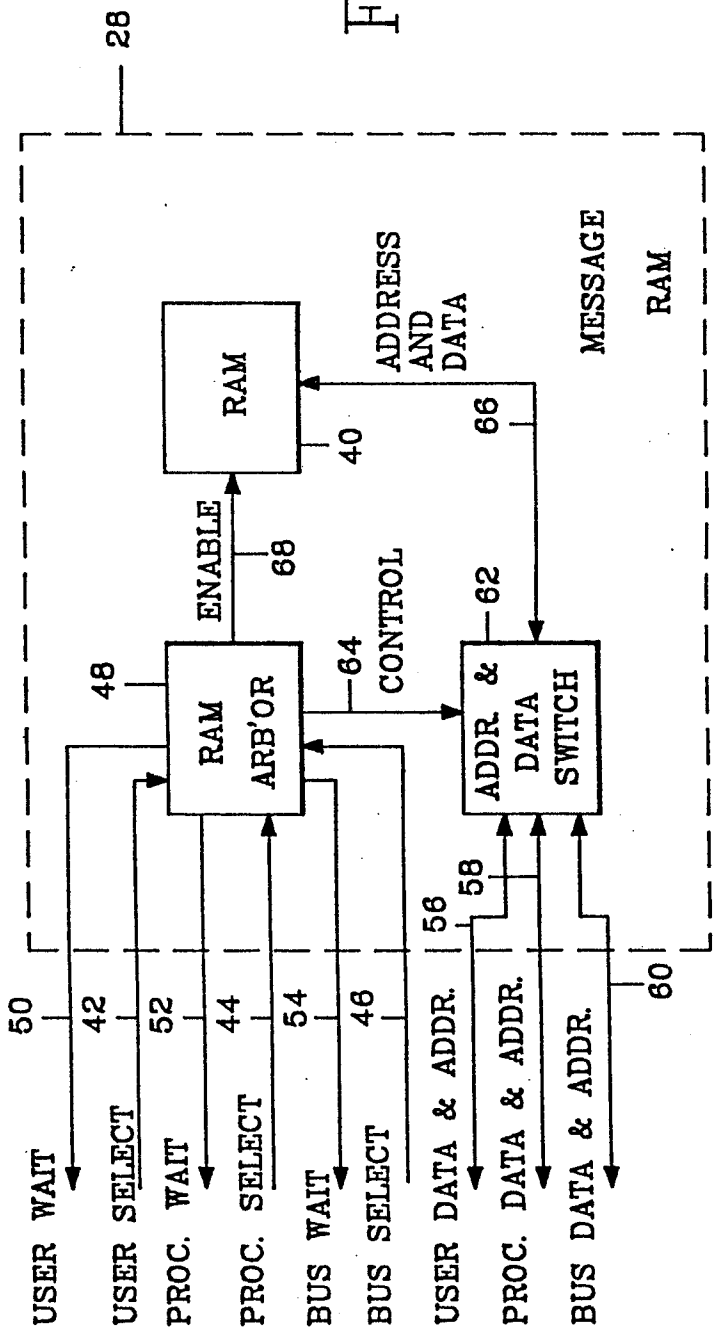 USER WAIT
50
USER SELECT
42
PROC. WAIT
52
PROC. SELECT
44
BUS WAIT
54
BUS SELECT
46
USER DATA & ADDR.
56
PROC. DATA & ADDR.
58
BUS DATA & ADDR.
60
48
RAM
ARB'OR
ENABLE
68
RAM
40
64
CONTROL
62
ADDR. &
DATA
SWITCH
66
ADDRESS
AND
DATA
MESSAGE
RAM
28
F